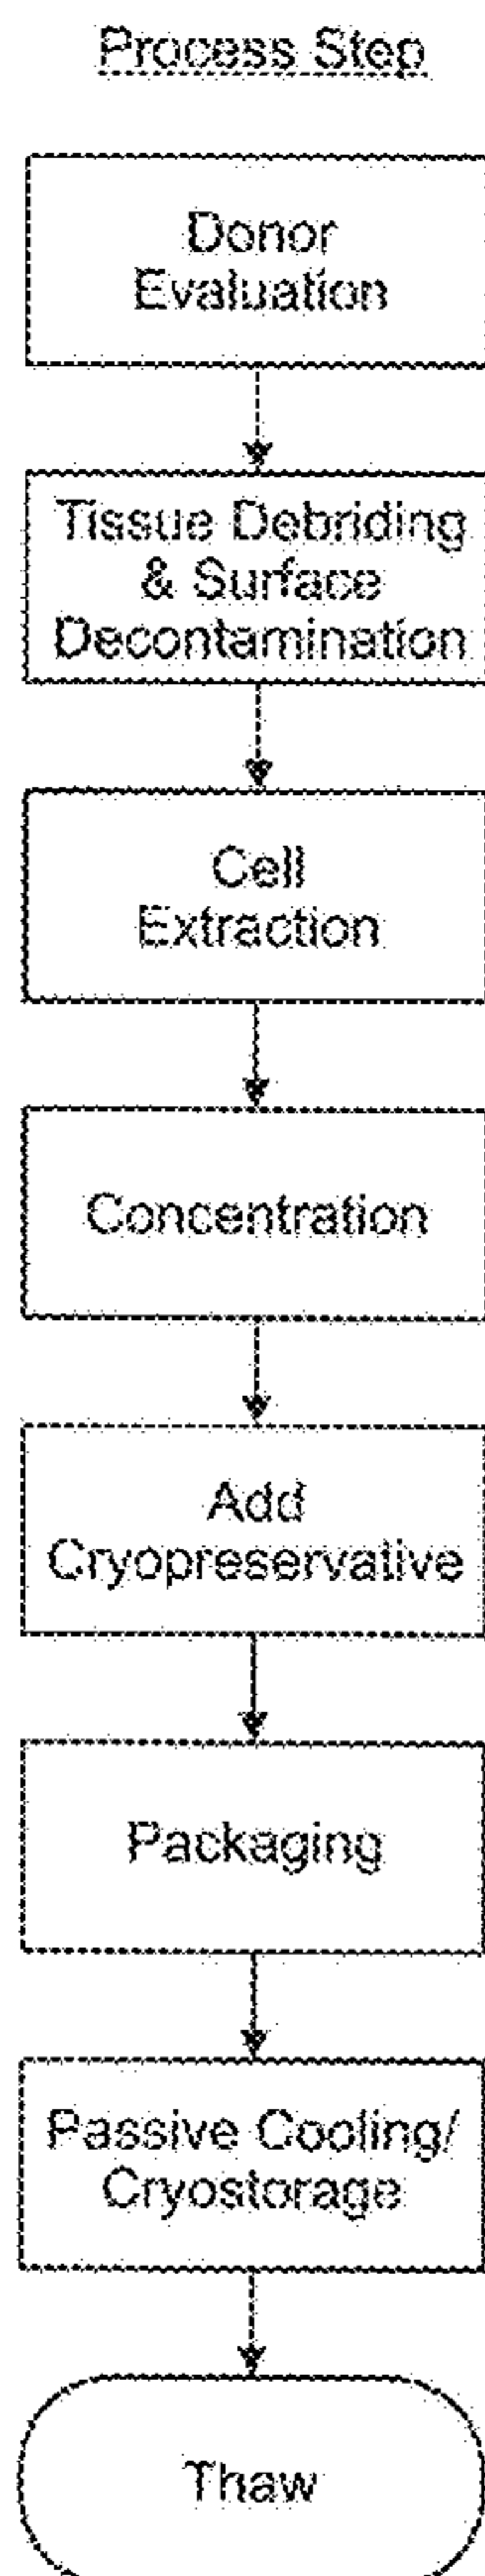 Process Step
Donor
Evaluation
Tissue Debriding
& Surface
Decontamination
Cell
Extraction
Concentration
Add
Cryopreservative
Packaging
Passive Cooling/
Cryostorage
Thaw